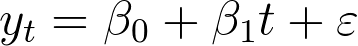 y_t = β_0 + β_1 t + ε